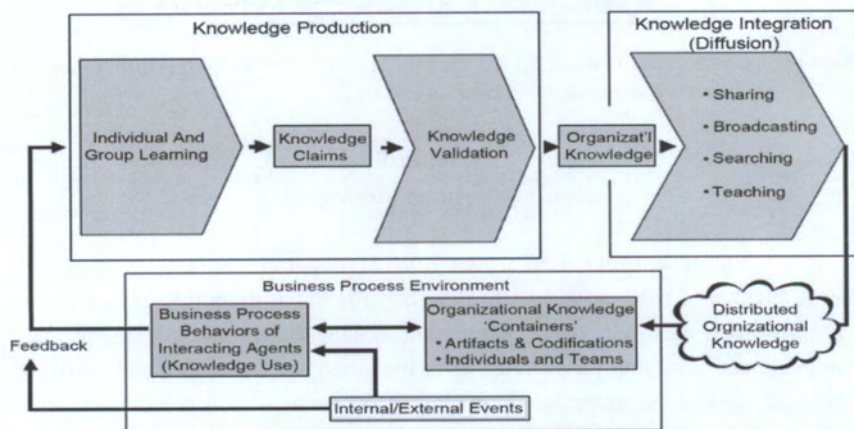 Knowledge Production
Knowledge Integration
(Diffusion)
Individual And
Group Learning
Knowledge
Claims
Knowledge
Validation
Organizat'l
Knowledge
• Sharing
• Broadcasting
• Searching
• Teaching
Business Process Environment
Business Process
Behaviors of
Interacting Agents
(Knowledge Use)
Organizational Knowledge
'Containers'
• Artifacts & Codifications
• Individuals and Teams
Distributed
Orgnizational
Knowledge
Feedback
Internal/External Events